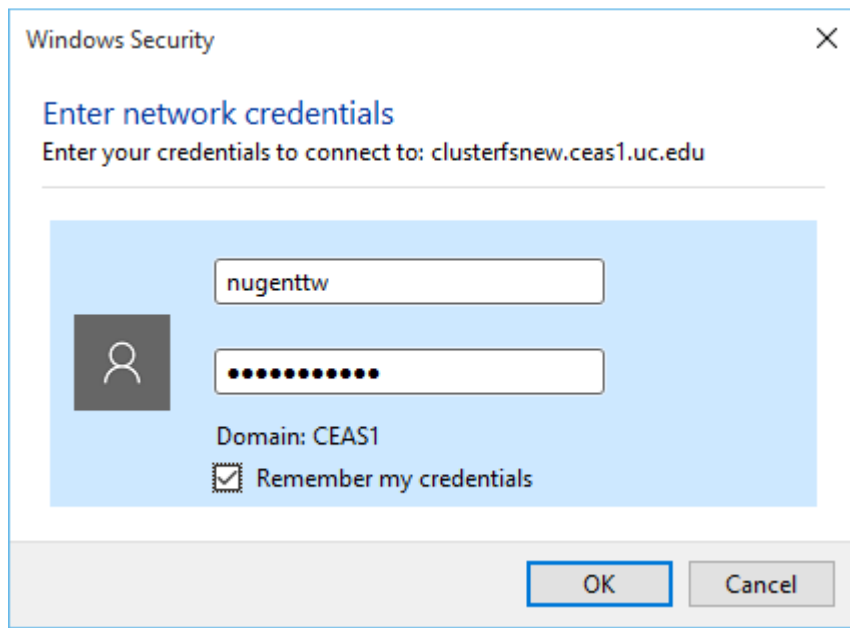 Windows Security
Enter network credentials
Enter your credentials to connect to: clusterfsnew.ceas1.uc.edu
nugenttw
●●●●●●●●●●●
Domain: CEAS1
Remember my credentials
OK
Cancel